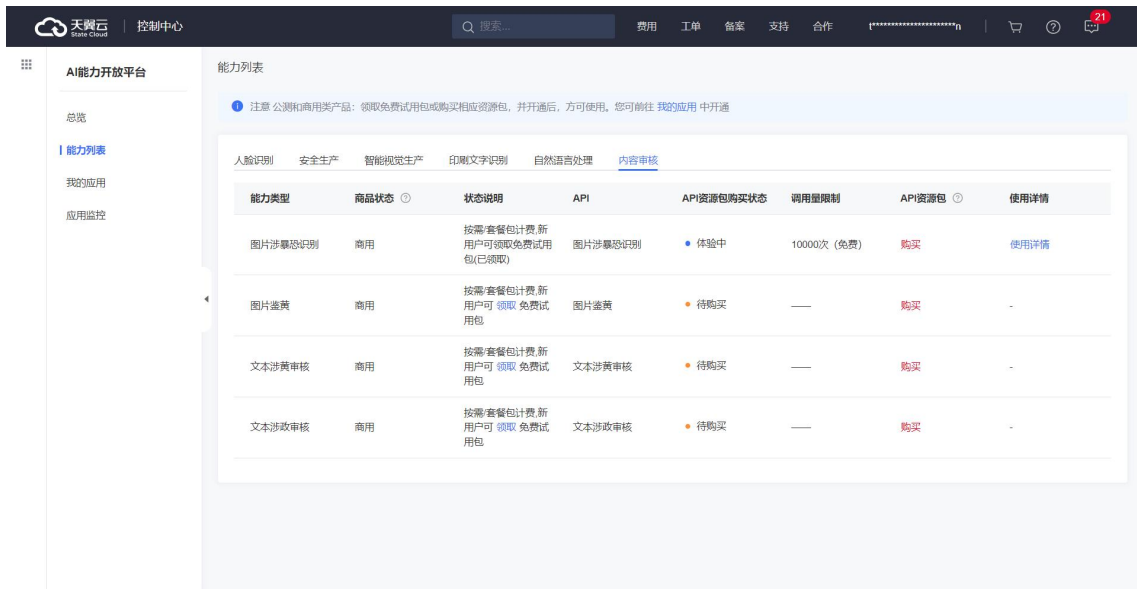 天翼云
State Cloud
控制中心
搜索...
费用 工单 备案 支持 合作 t**********************n
21
AI能力开放平台
总览
能力列表
我的应用
应用监控
能力列表
注意 公测和商用类产品：领取免费试用包或购买相应资源包，并开通后，方可使用。您可前往 我的应用 中开通
人脸识别 安全生产 智能视觉生产 印刷文字识别 自然语言处理 内容审核
能力类型 商品状态 状态说明 API API资源包购买状态 调用量限制 API资源包 使用详情
图片涉暴恐识别 商用 按需/套餐包计费,新
用户可领取免费试用
包(已领取) 图片涉暴恐识别 体验中 10000次（免费） 购买 使用详情
图片鉴黄 商用 按需/套餐包计费,新
用户可 领取 免费试
用包 图片鉴黄 待购买 —— 购买 -
文本涉黄审核 商用 按需/套餐包计费,新
用户可 领取 免费试
用包 文本涉黄审核 待购买 —— 购买 -
文本涉政审核 商用 按需/套餐包计费,新
用户可 领取 免费试
用包 文本涉政审核 待购买 —— 购买 -